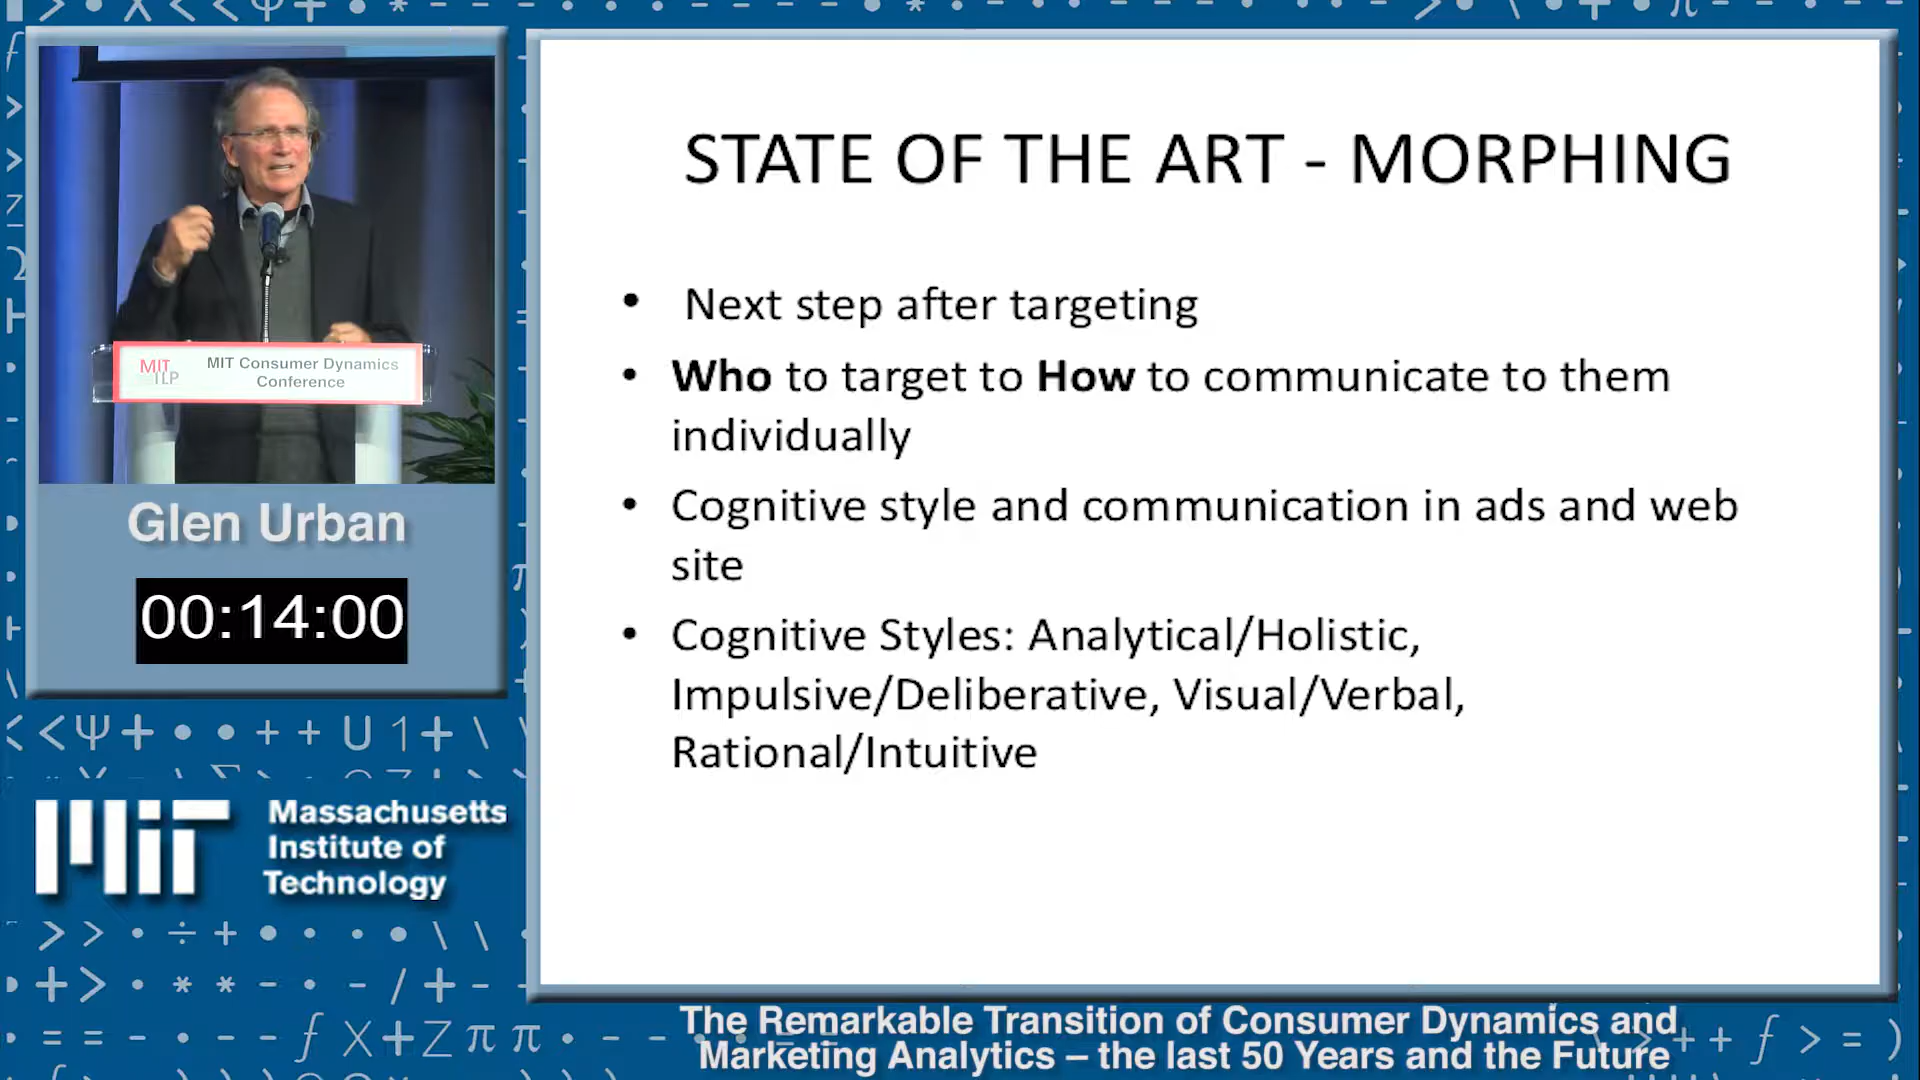 MIT
ILP
MIT Consumer Dynamics
Conference
Glen Urban
00:14:00
MIT
Massachusetts
Institute of
Technology
STATE OF THE ART - MORPHING
• Next step after targeting
• Who to target to How to communicate to them
individually
• Cognitive style and communication in ads and web
site
• Cognitive Styles: Analytical/Holistic,
Impulsive/Deliberative, Visual/Verbal,
Rational/Intuitive
The Remarkable Transition of Consumer Dynamics and
Marketing Analytics – the last 50 Years and the Future